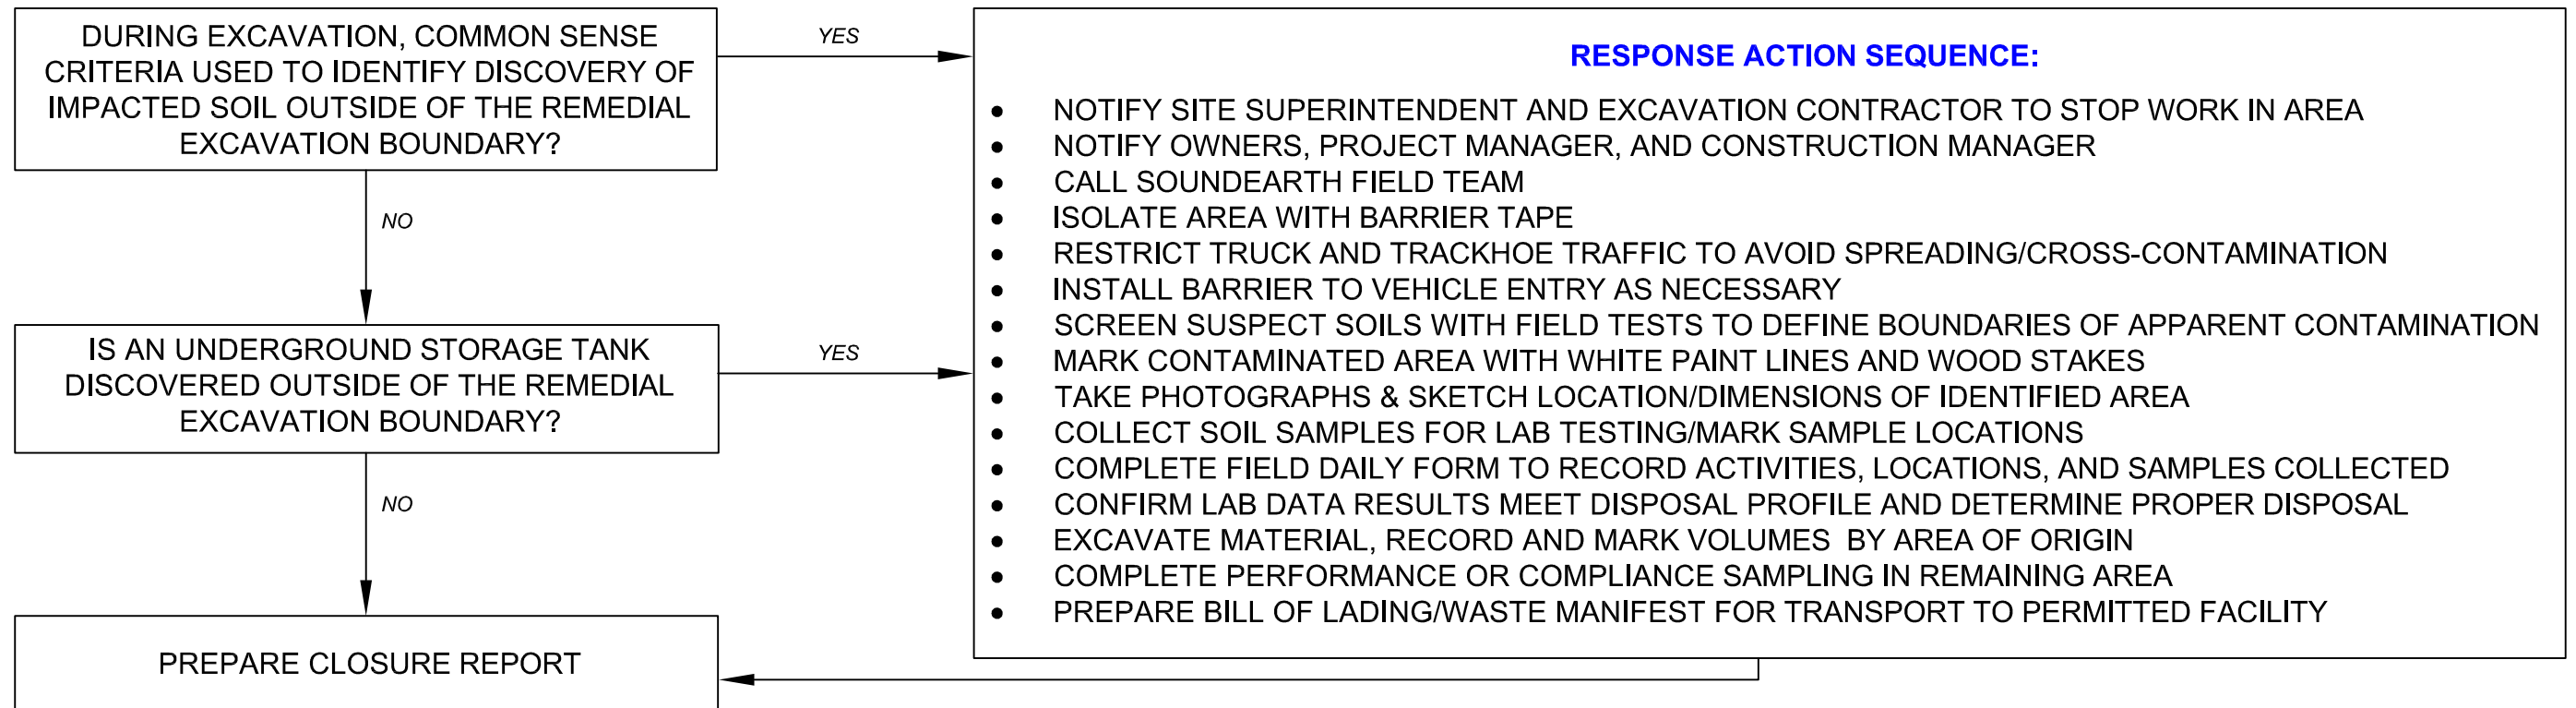 DURING EXCAVATION, COMMON SENSE
CRITERIA USED TO IDENTIFY DISCOVERY OF
IMPACTED SOIL OUTSIDE OF THE REMEDIAL
EXCAVATION BOUNDARY?
YES
NO
IS AN UNDERGROUND STORAGE TANK
DISCOVERED OUTSIDE OF THE REMEDIAL
EXCAVATION BOUNDARY?
YES
NO
PREPARE CLOSURE REPORT
RESPONSE ACTION SEQUENCE:
• NOTIFY SITE SUPERINTENDENT AND EXCAVATION CONTRACTOR TO STOP WORK IN AREA
• NOTIFY OWNERS, PROJECT MANAGER, AND CONSTRUCTION MANAGER
• CALL SOUNDEARTH FIELD TEAM
• ISOLATE AREA WITH BARRIER TAPE
• RESTRICT TRUCK AND TRACKHOE TRAFFIC TO AVOID SPREADING/CROSS-CONTAMINATION
• INSTALL BARRIER TO VEHICLE ENTRY AS NECESSARY
• SCREEN SUSPECT SOILS WITH FIELD TESTS TO DEFINE BOUNDARIES OF APPARENT CONTAMINATION
• MARK CONTAMINATED AREA WITH WHITE PAINT LINES AND WOOD STAKES
• TAKE PHOTOGRAPHS & SKETCH LOCATION/DIMENSIONS OF IDENTIFIED AREA
• COLLECT SOIL SAMPLES FOR LAB TESTING/MARK SAMPLE LOCATIONS
• COMPLETE FIELD DAILY FORM TO RECORD ACTIVITIES, LOCATIONS, AND SAMPLES COLLECTED
• CONFIRM LAB DATA RESULTS MEET DISPOSAL PROFILE AND DETERMINE PROPER DISPOSAL
• EXCAVATE MATERIAL, RECORD AND MARK VOLUMES BY AREA OF ORIGIN
• COMPLETE PERFORMANCE OR COMPLIANCE SAMPLING IN REMAINING AREA
• PREPARE BILL OF LADING/WASTE MANIFEST FOR TRANSPORT TO PERMITTED FACILITY